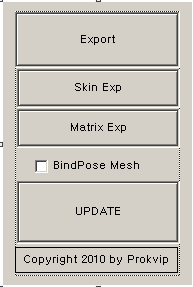 Export
Skin Exp
Matrix Exp
BindPose Mesh
UPDATE
Copyright 2010 by Prokvip